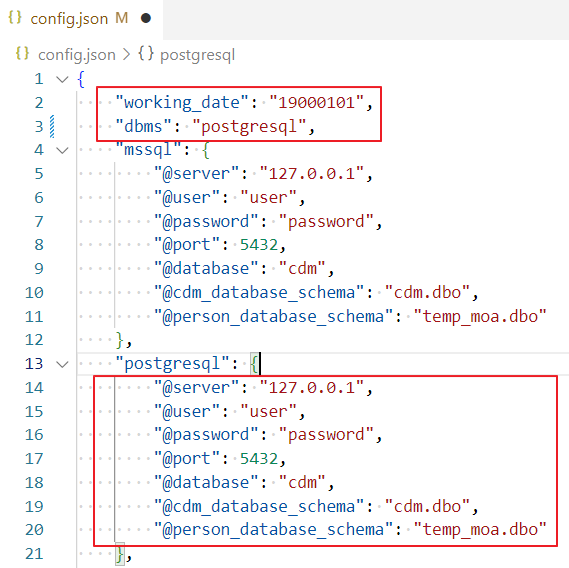 {} config.json M ●
{} config.json > {} postgresql
1 {
2 "working_date": "19000101",
3 "dbms": "postgresql",
4 "mssql": {
5 "@server": "127.0.0.1",
6 "@user": "user",
7 "@password": "password",
8 "@port": 5432,
9 "@database": "cdm",
10 "@cdm_database_schema": "cdm.dbo",
11 "@person_database_schema": "temp_moa.dbo"
12 },
13 "postgresql": {
14 "@server": "127.0.0.1",
15 "@user": "user",
16 "@password": "password",
17 "@port": 5432,
18 "@database": "cdm",
19 "@cdm_database_schema": "cdm.dbo",
20 "@person_database_schema": "temp_moa.dbo"
21 },